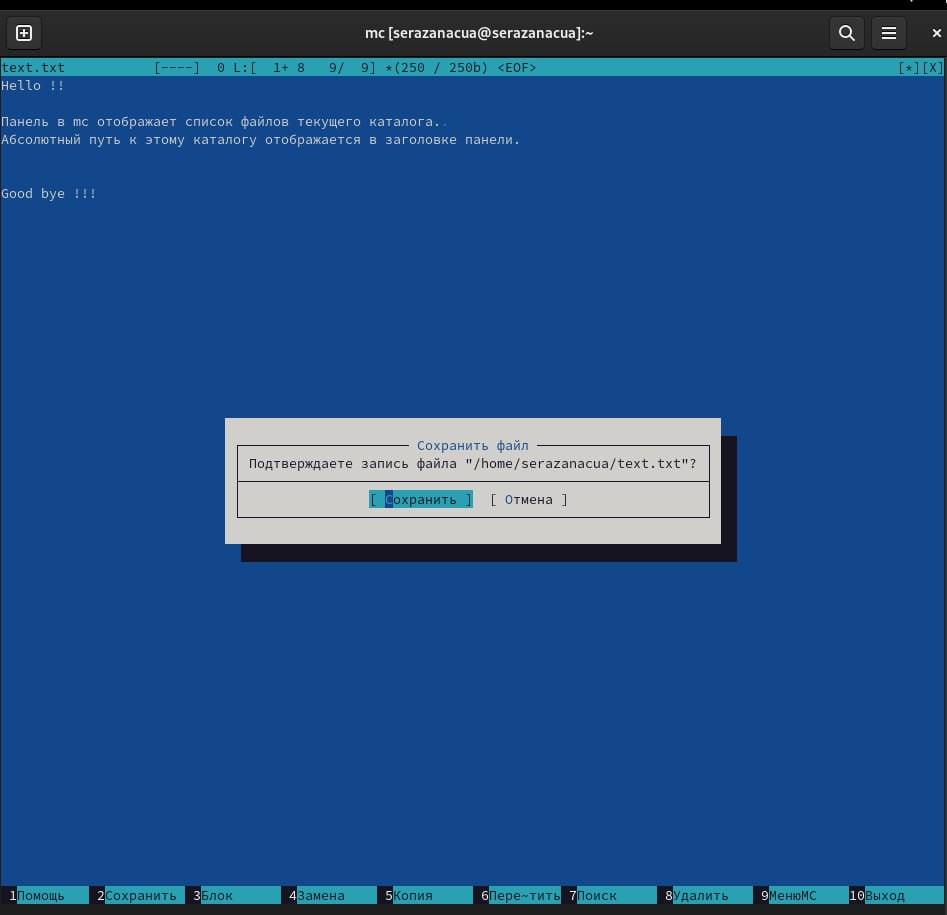 mc [serazanacua@serazanacua]:~
text.txt [----] 0 L:[ 1+ 8 9/ 9] *(250 / 250b) <EOF> [*][X]
Hello !!
Панель в mc отображает список файлов текущего каталога..
Абсолютный путь к этому каталогу отображается в заголовке панели.
Good bye !!!
Сохранить файл
Подтверждаете запись файла "/home/serazanacua/text.txt"?
[ Сохранить ] [ Отмена ]
1Помощь 2Сохранить 3Блок 4Замена 5Копия 6Пере~тить 7Поиск 8Удалить 9МенюМС 10Выход